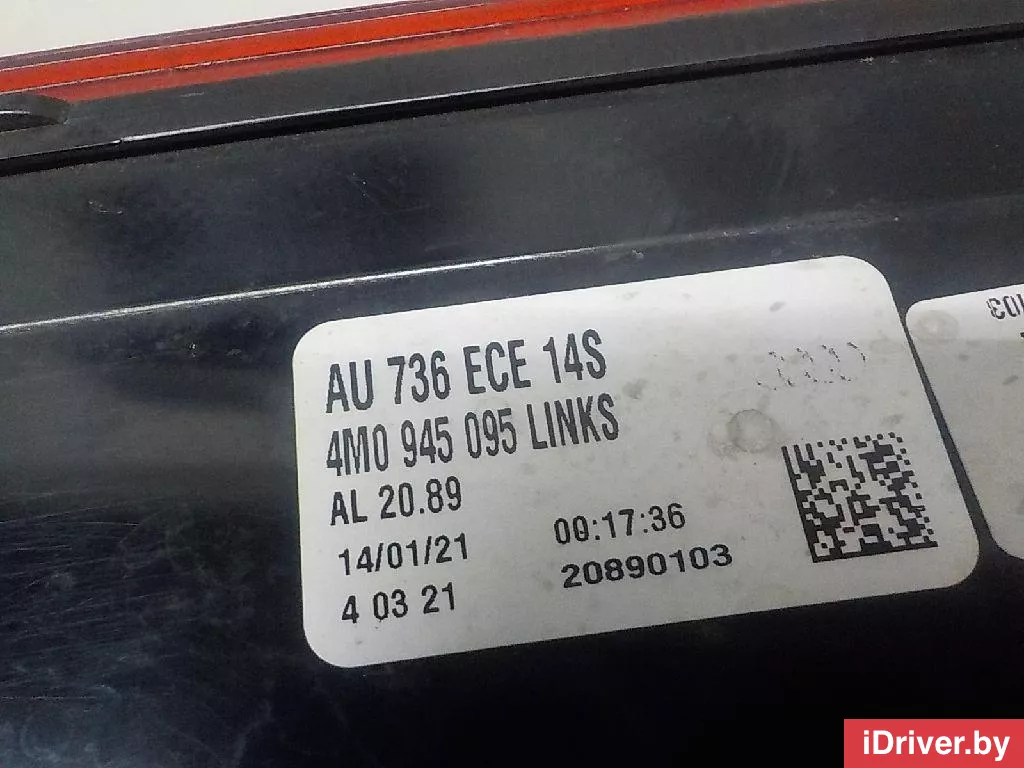 AU 736 ECE 14S
4M0 945 095 LINKS
AL 20.89
14/01/21 00:17:36
4 03 21 20890103
iDriver.by